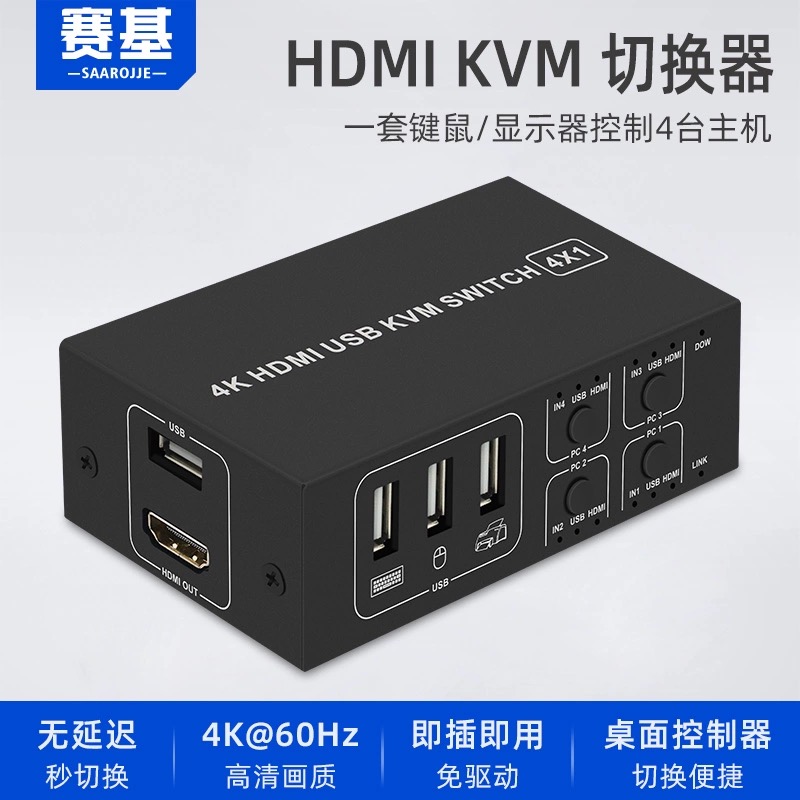 赛基
SAAROJJE
HDMI KVM 切换器
一套键鼠/显示器控制4台主机
4K HDMI USB KVM SWITCH 4X1
USB
HDMI OUT
USB
IN4 USB HDMI
PC 4
IN3 USB HDMI
PC 3
DOW
PC 2
IN2 USB HDMI
PC 1
IN1 USB HDMI
LINK
无延迟
秒切换
4K@60Hz
高清画质
即插即用
免驱动
桌面控制器
切换便捷